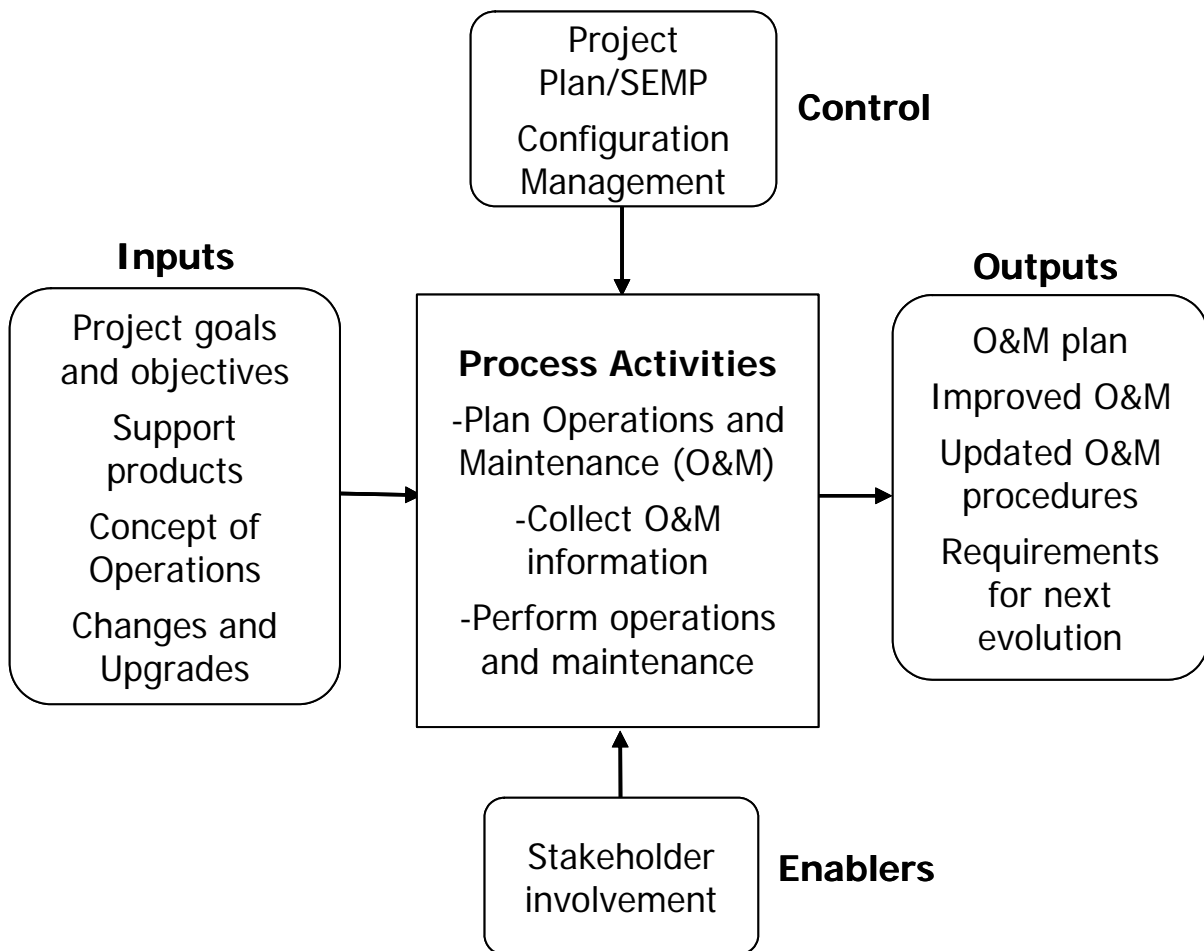 Project
Plan/SEMP
Configuration
Management
Control
Inputs
Project goals
and objectives
Support
products
Concept of
Operations
Changes and
Upgrades
Process Activities
-Plan Operations and
Maintenance (O&M)
-Collect O&M
information
-Perform operations
and maintenance
Outputs
O&M plan
Improved O&M
Updated O&M
procedures
Requirements
for next
evolution
Stakeholder
involvement
Enablers